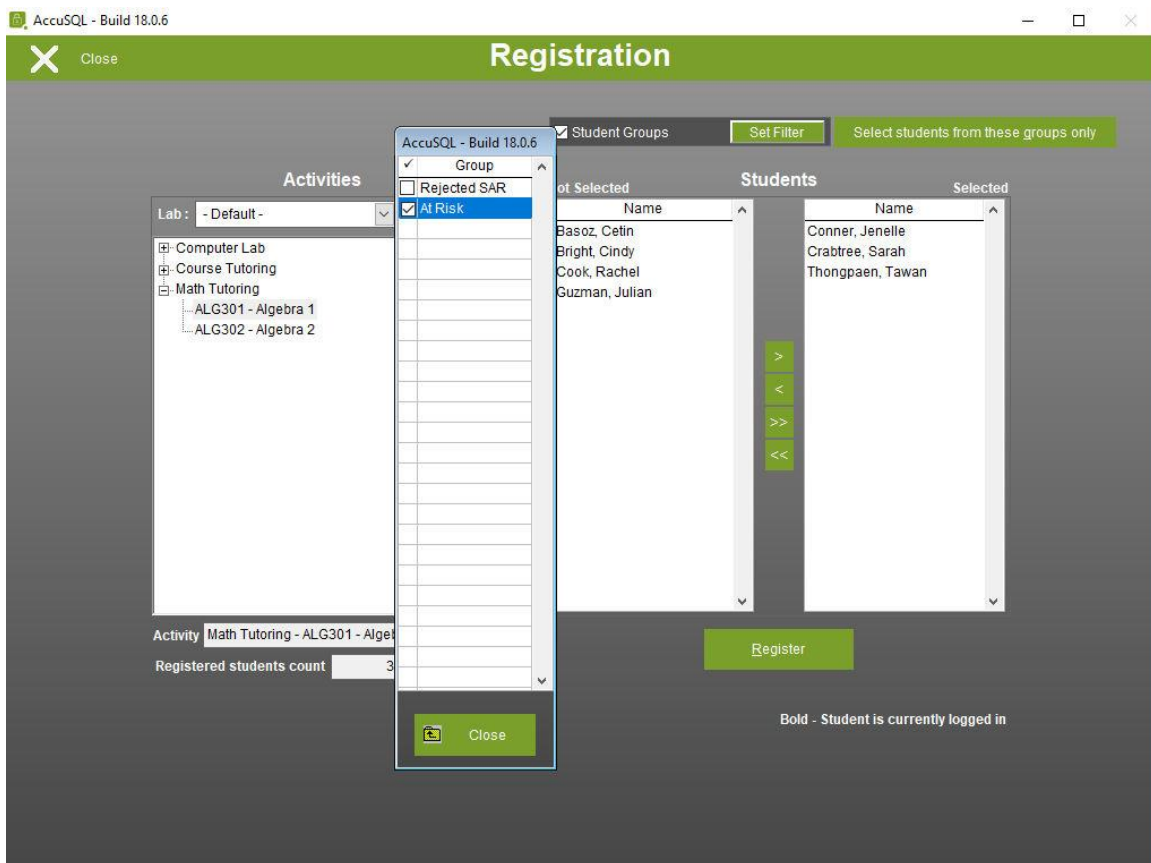 AccuSQL - Build 18.0.6
Close
Registration
Student Groups
Set Filter
Select students from these groups only
AccuSQL - Build 18.0.6
Group
Rejected SAR
At Risk
Close
Activities
Lab : - Default -
Computer Lab
Course Tutoring
Math Tutoring
ALG301 - Algebra 1
ALG302 - Algebra 2
Activity Math Tutoring - ALG301 - Algeb
Registered students count 3
Students
ot Selected
Name
Basoz, Cetin
Bright, Cindy
Cook, Rachel
Guzman, Julian
>
<
>>
<<
Selected
Name
Conner, Jenelle
Crabtree, Sarah
Thongpaen, Tawan
Register
Bold - Student is currently logged in